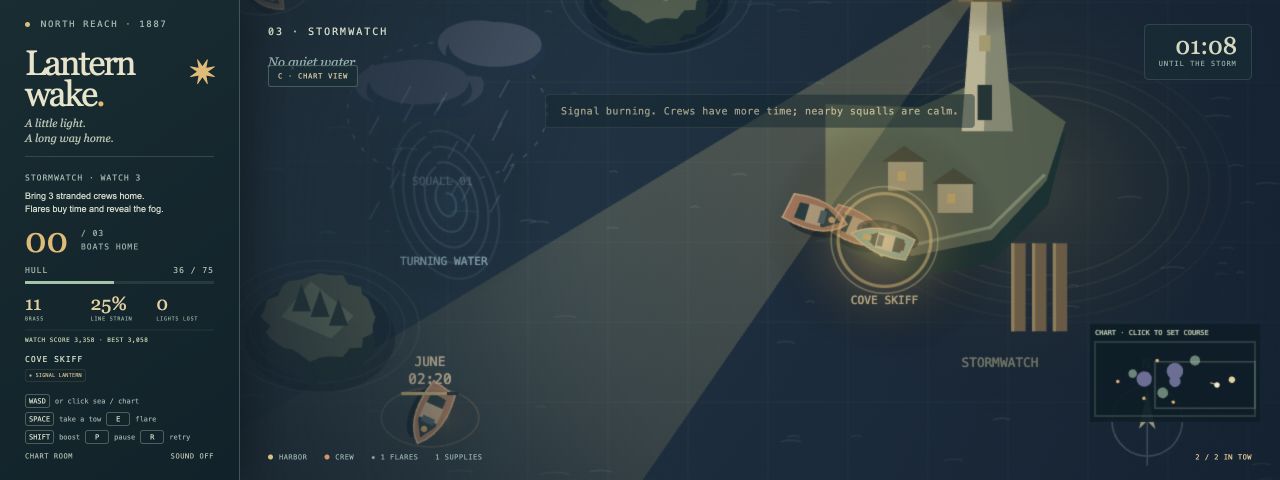 NORTH REACH · 1887
Lantern
wake.
A little light.
A long way home.
STORMWATCH · WATCH 3
Bring 3 stranded crews home.
Flares buy time and reveal the fog.
00 / 03
BOATS HOME
HULL 36 / 75
11 25% 0
BRASS LINE STRAIN LIGHTS LOST
WATCH SCORE 3,358 · BEST 3,058
COVE SKIFF
SIGNAL LANTERN
WASD or click sea / chart
SPACE take a tow E flare
SHIFT boost P pause R retry
CHART ROOM SOUND OFF
03 · STORMWATCH
No quiet water
C · CHART VIEW
01:08
UNTIL THE STORM
Signal burning. Crews have more time; nearby squalls are calm.
SQUALL 01
TURNING WATER
COVE SKIFF
JUNE
02:20
STORMWATCH
CHART · CLICK TO SET COURSE
HARBOR CREW 1 FLARES 1 SUPPLIES
2 / 2 IN TOW